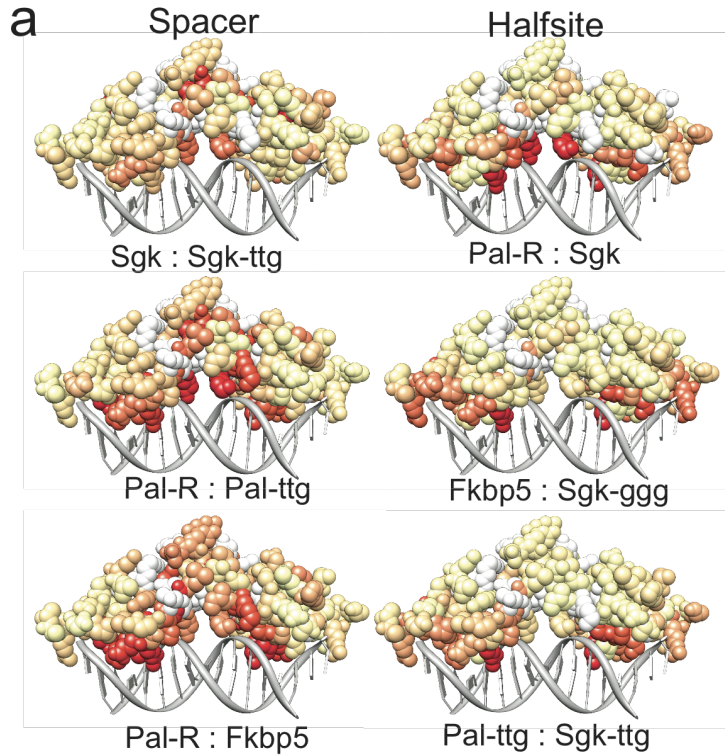 a
Spacer Halfsite
Sgk : Sgk-ttg Pal-R : Sgk
Pal-R : Pal-ttg Fkbp5 : Sgk-ggg
Pal-R : Fkbp5 Pal-ttg : Sgk-ttg